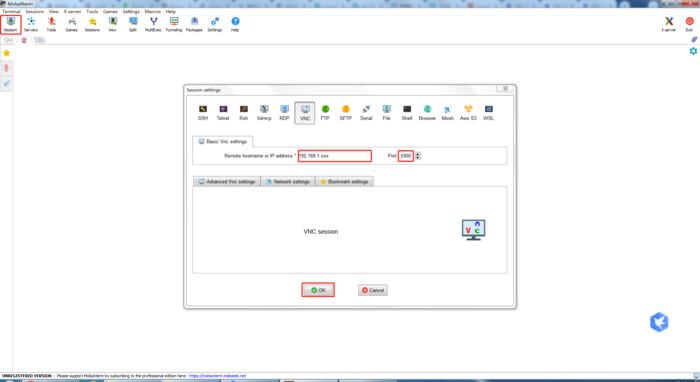 MobaXterm
Terminal Sessions View X server Tools Games Settings Macros Help
Session Servers Tools Games Sessions View Split MultiExec Tunneling Packages Settings Help X server Exit
Session settings
SSH Telnet Rsh Xdmcp RDP VNC FTP SFTP Serial File Shell Browser Mosh Aws S3 WSL
Basic Vnc settings
Remote hostname or IP address * 192.168.1.xxx Port 5900
Advanced Vnc settings Network settings Bookmark settings
VNC session
V n c
OK Cancel
UNREGISTERED VERSION - Please support MobaXterm by subscribing to the professional edition here: https://mobaxterm.mobatek.net